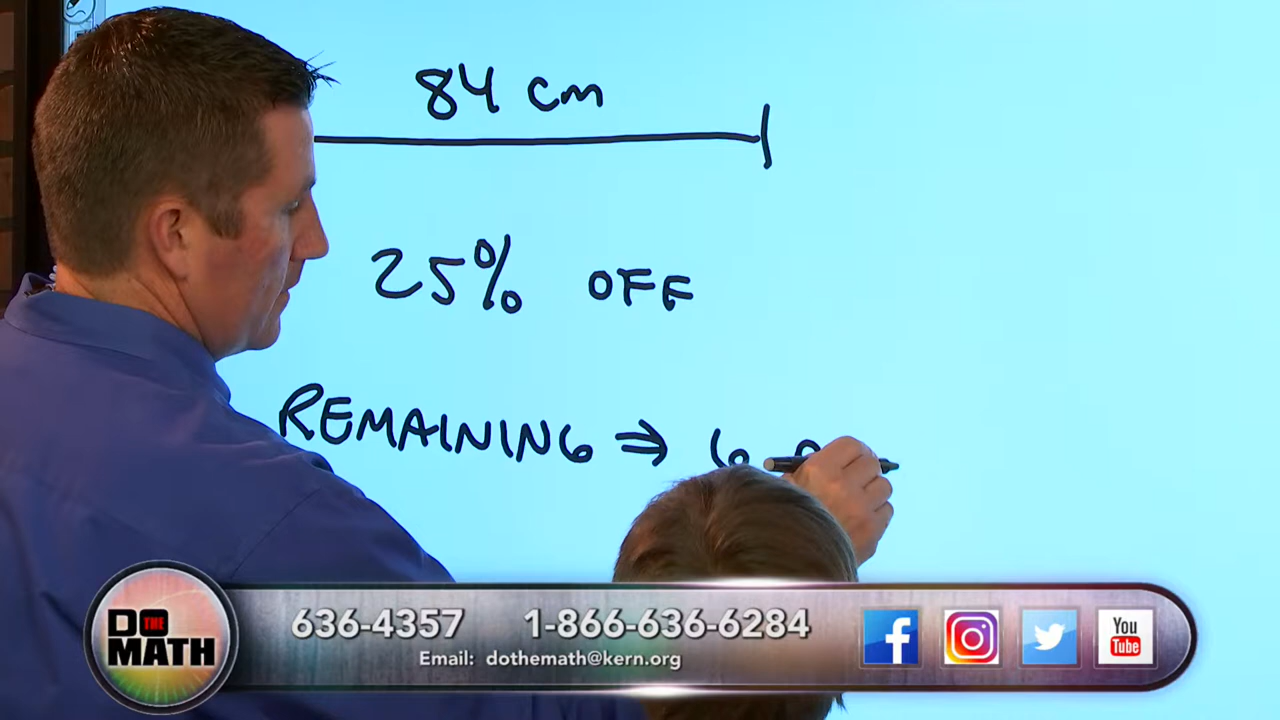 84 cm
25% OFF
REMAINING ⇒ 6
DO THE MATH
636-4357 1-866-636-6284
Email: dothemath@kern.org
f
You Tube